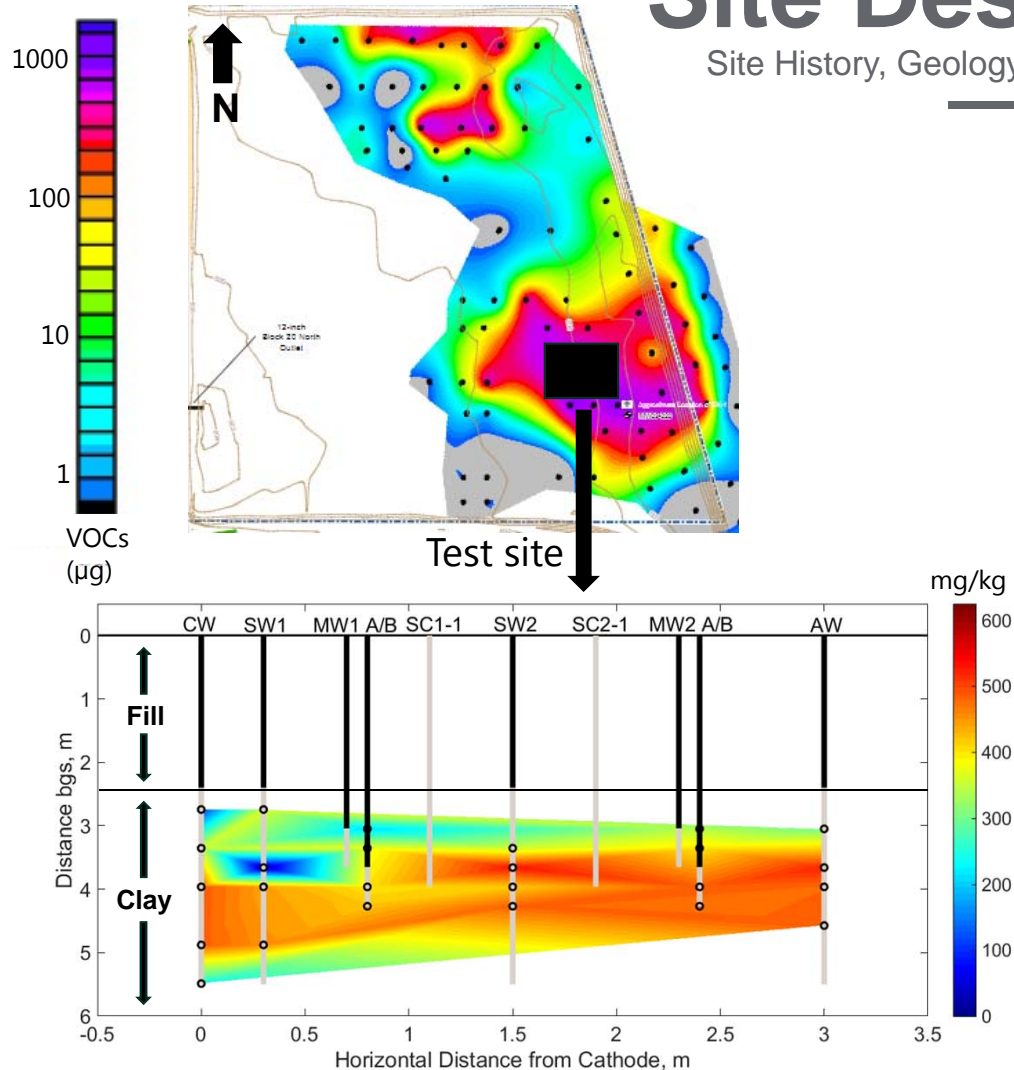 Site Des
Site History, Geology
1000
100
10
1
VOCs
(µg)
N
12-inch
Block 20 North
Outlet
Test site
mg/kg
CW SW1 MW1 A/B SC1-1 SW2 SC2-1 MW2 A/B AW
Fill
Clay
Distance bgs, m
0
1
2
3
4
5
6
-0.5 0 0.5 1 1.5 2 2.5 3 3.5
Horizontal Distance from Cathode, m
600
500
400
300
200
100
0